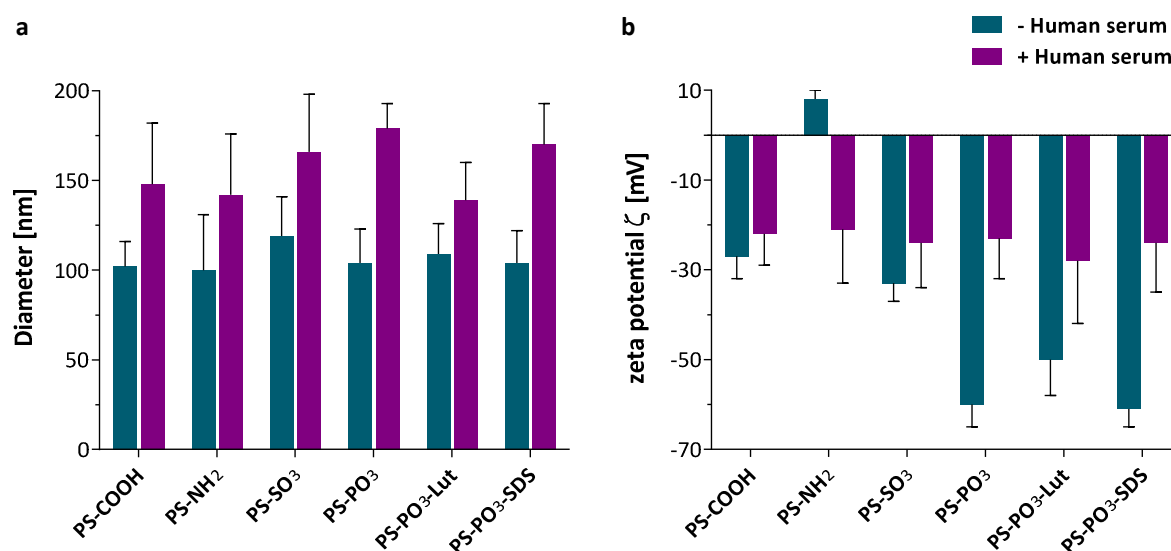 a
Diameter [nm]
200
150
100
50
0
PS-COOH
PS-NH2
PS-SO3
PS-PO3
PS-PO3-Lut
PS-PO3-SDS
b
- Human serum
+ Human serum
zeta potential ζ [mV]
10
-10
-30
-50
-70
PS-COOH
PS-NH2
PS-SO3
PS-PO3
PS-PO3-Lut
PS-PO3-SDS